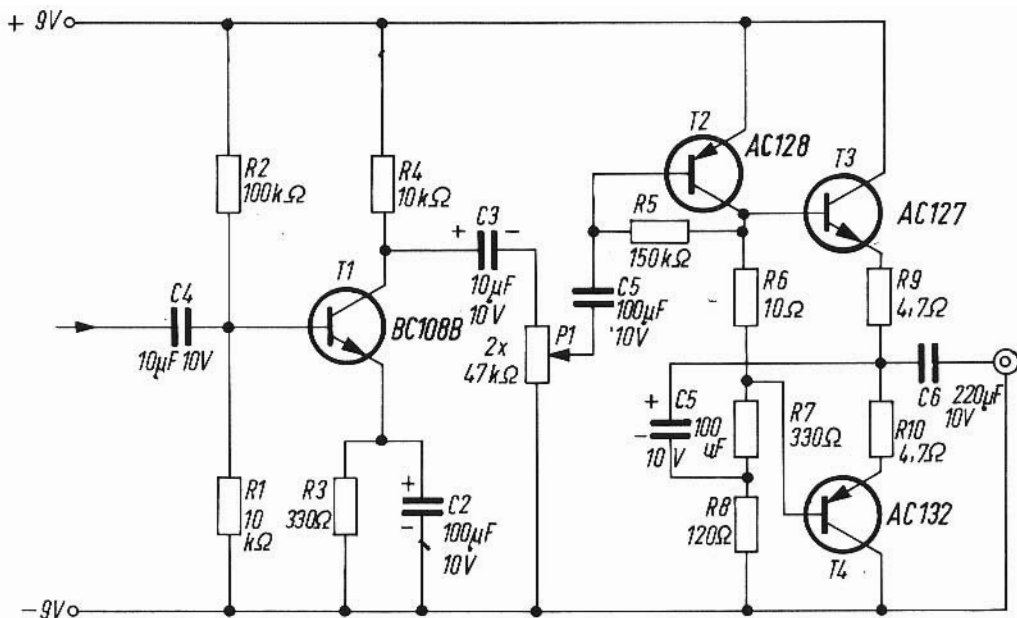 + 9V
R2
100kΩ
R4
10kΩ
C3
+ -
10µF
10V
C4
10µF 10V
T1
BC108B
2x
47kΩ
P1
R1
10
kΩ
R3
330Ω
+
-
C2
100µF
10V
T2
AC128
R5
150kΩ
C5
100µF
10V
T3
AC127
R6
10Ω
R9
4,7Ω
+
-
C5
100
uF
10V
R7
330Ω
C6
220µF
10V
R10
4,7Ω
R8
120Ω
AC132
T4
-9V